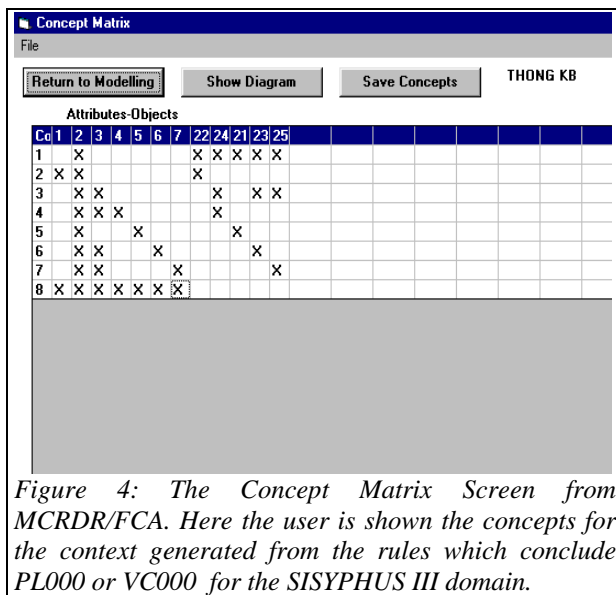 Concept Matrix
File
Return to Modelling Show Diagram Save Concepts THONG KB
Attributes-Objects
Co 1 2 3 4 5 6 7 22 24 21 23 25
1 X X X X X X
2 X X X
3 X X X X X
4 X X X X
5 X X X
6 X X X X
7 X X X X
8 X X X X X X X
Figure 4: The Concept Matrix Screen from
MCRDR/FCA. Here the user is shown the concepts for
the context generated from the rules which conclude
PL000 or VC000 for the SISYPHUS III domain.